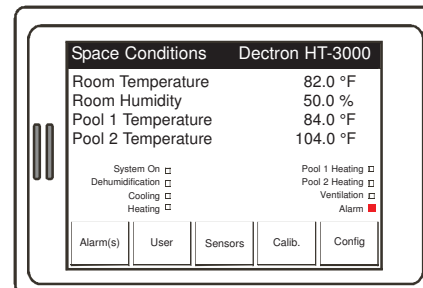 Space Conditions Dectron HT-3000
Room Temperature 82.0 °F
Room Humidity 50.0 %
Pool 1 Temperature 84.0 °F
Pool 2 Temperature 104.0 °F
System On Pool 1 Heating
Dehumidification Pool 2 Heating
Cooling Ventilation
Heating Alarm
Alarm(s) User Sensors Calib. Config